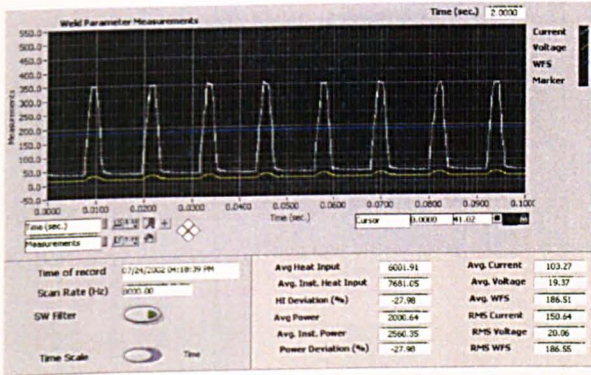 Weld Parameter Measurements
Time (sec.) 2.0000
Current
Voltage
WFS
Marker
Measurements
550.0
500.0
450.0
400.0
350.0
300.0
250.0
200.0
150.0
100.0
50.0
0.0
-50.0
0.0000 0.0100 0.0200 0.0300 0.0400 0.0500 0.0600 0.0700 0.0800 0.0900 0.1000
Time (sec.)
Time (sec.)
Measurements
Cursor 0.0000 41.02
Time of record 07/24/2002 04:18:39 PM
Scan Rate (Hz) 8000.00
SW Filter
Time Scale Time
Avg Heat Input 6001.91
Avg. Inst. Heat Input 7681.05
HI Deviation (%) -27.98
Avg Power 2000.64
Avg. Inst. Power 2560.35
Power Deviation (%) -27.98
Avg. Current 103.27
Avg. Voltage 19.37
Avg. WFS 186.51
RMS Current 150.64
RMS Voltage 20.06
RMS WFS 186.55